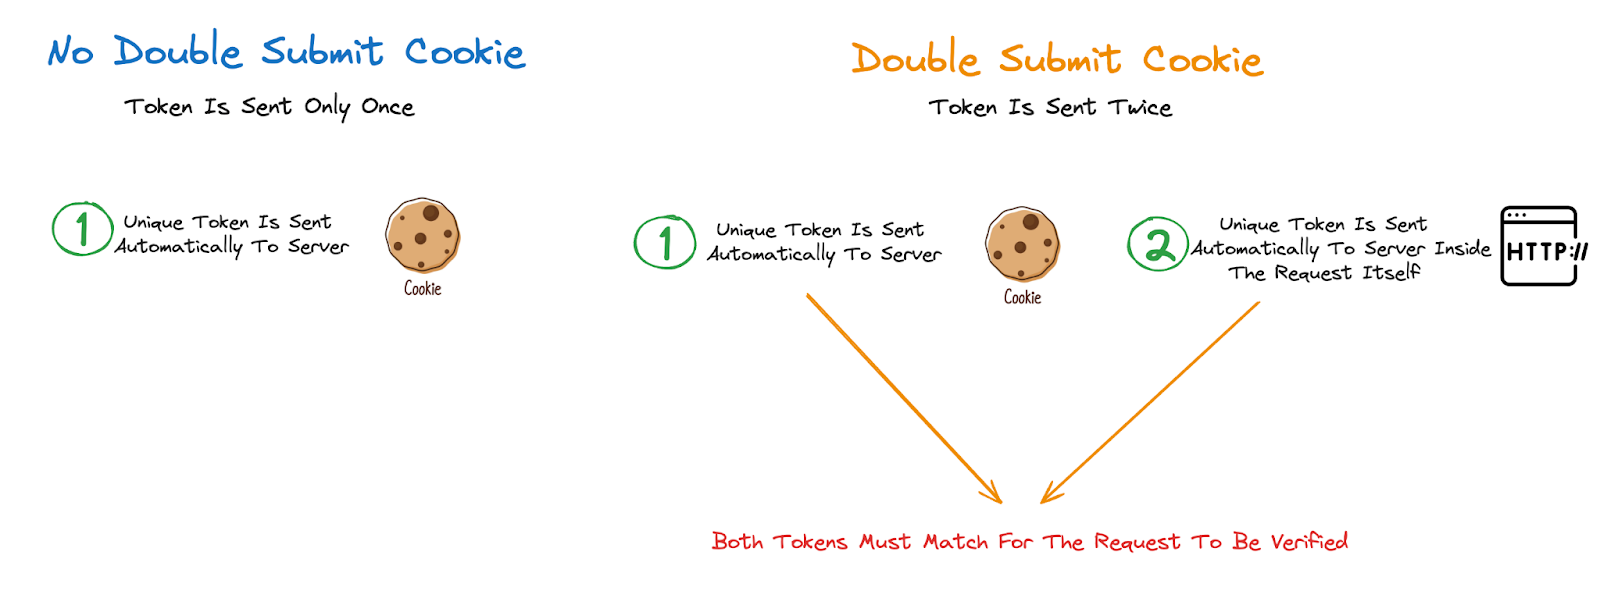 No Double Submit Cookie
Token Is Sent Only Once
1
Unique Token Is Sent
Automatically To Server
Cookie
Double Submit Cookie
Token Is Sent Twice
1
Unique Token Is Sent
Automatically To Server
Cookie
2
Unique Token Is Sent
Automatically To Server Inside
The Request Itself
HTTP://
Both Tokens Must Match For The Request To Be Verified